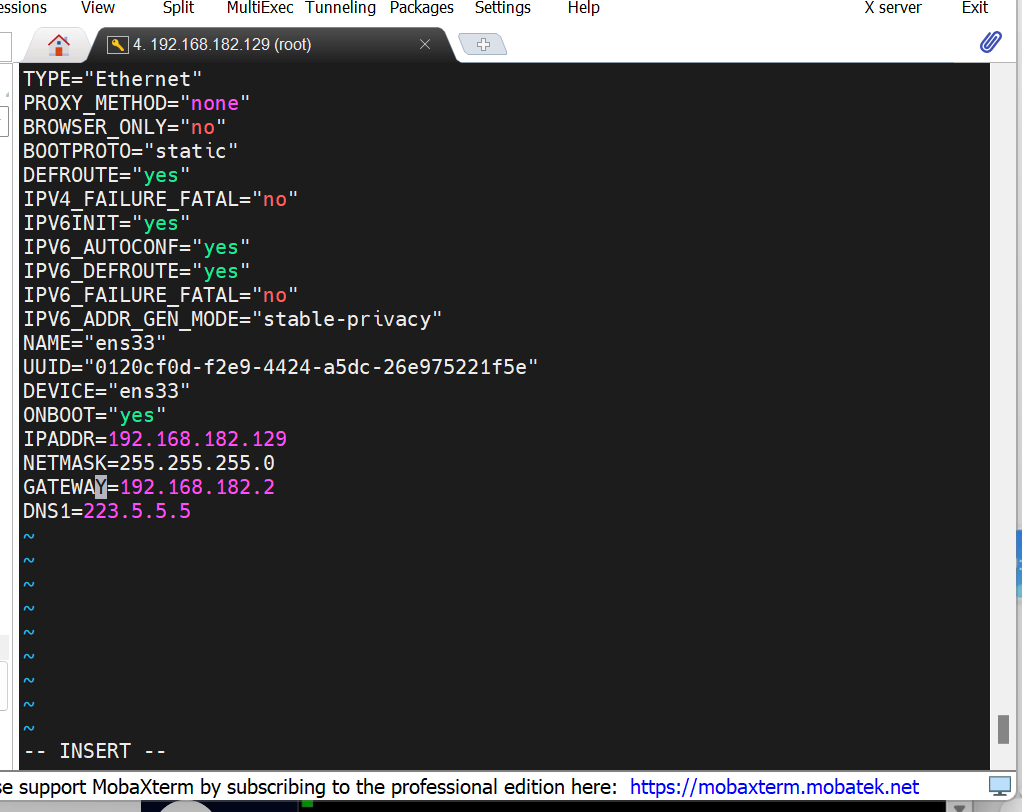 essions View Split MultiExec Tunneling Packages Settings Help X server Exit
4. 192.168.182.129 (root)
TYPE="Ethernet"
PROXY_METHOD="none"
BROWSER_ONLY="no"
BOOTPROTO="static"
DEFROUTE="yes"
IPV4_FAILURE_FATAL="no"
IPV6INIT="yes"
IPV6_AUTOCONF="yes"
IPV6_DEFROUTE="yes"
IPV6_FAILURE_FATAL="no"
IPV6_ADDR_GEN_MODE="stable-privacy"
NAME="ens33"
UUID="0120cf0d-f2e9-4424-a5dc-26e975221f5e"
DEVICE="ens33"
ONBOOT="yes"
IPADDR=192.168.182.129
NETMASK=255.255.255.0
GATEWAY=192.168.182.2
DNS1=223.5.5.5
~
~
~
~
~
~
~
~
~
-- INSERT --
se support MobaXterm by subscribing to the professional edition here: https://mobaxterm.mobatek.net